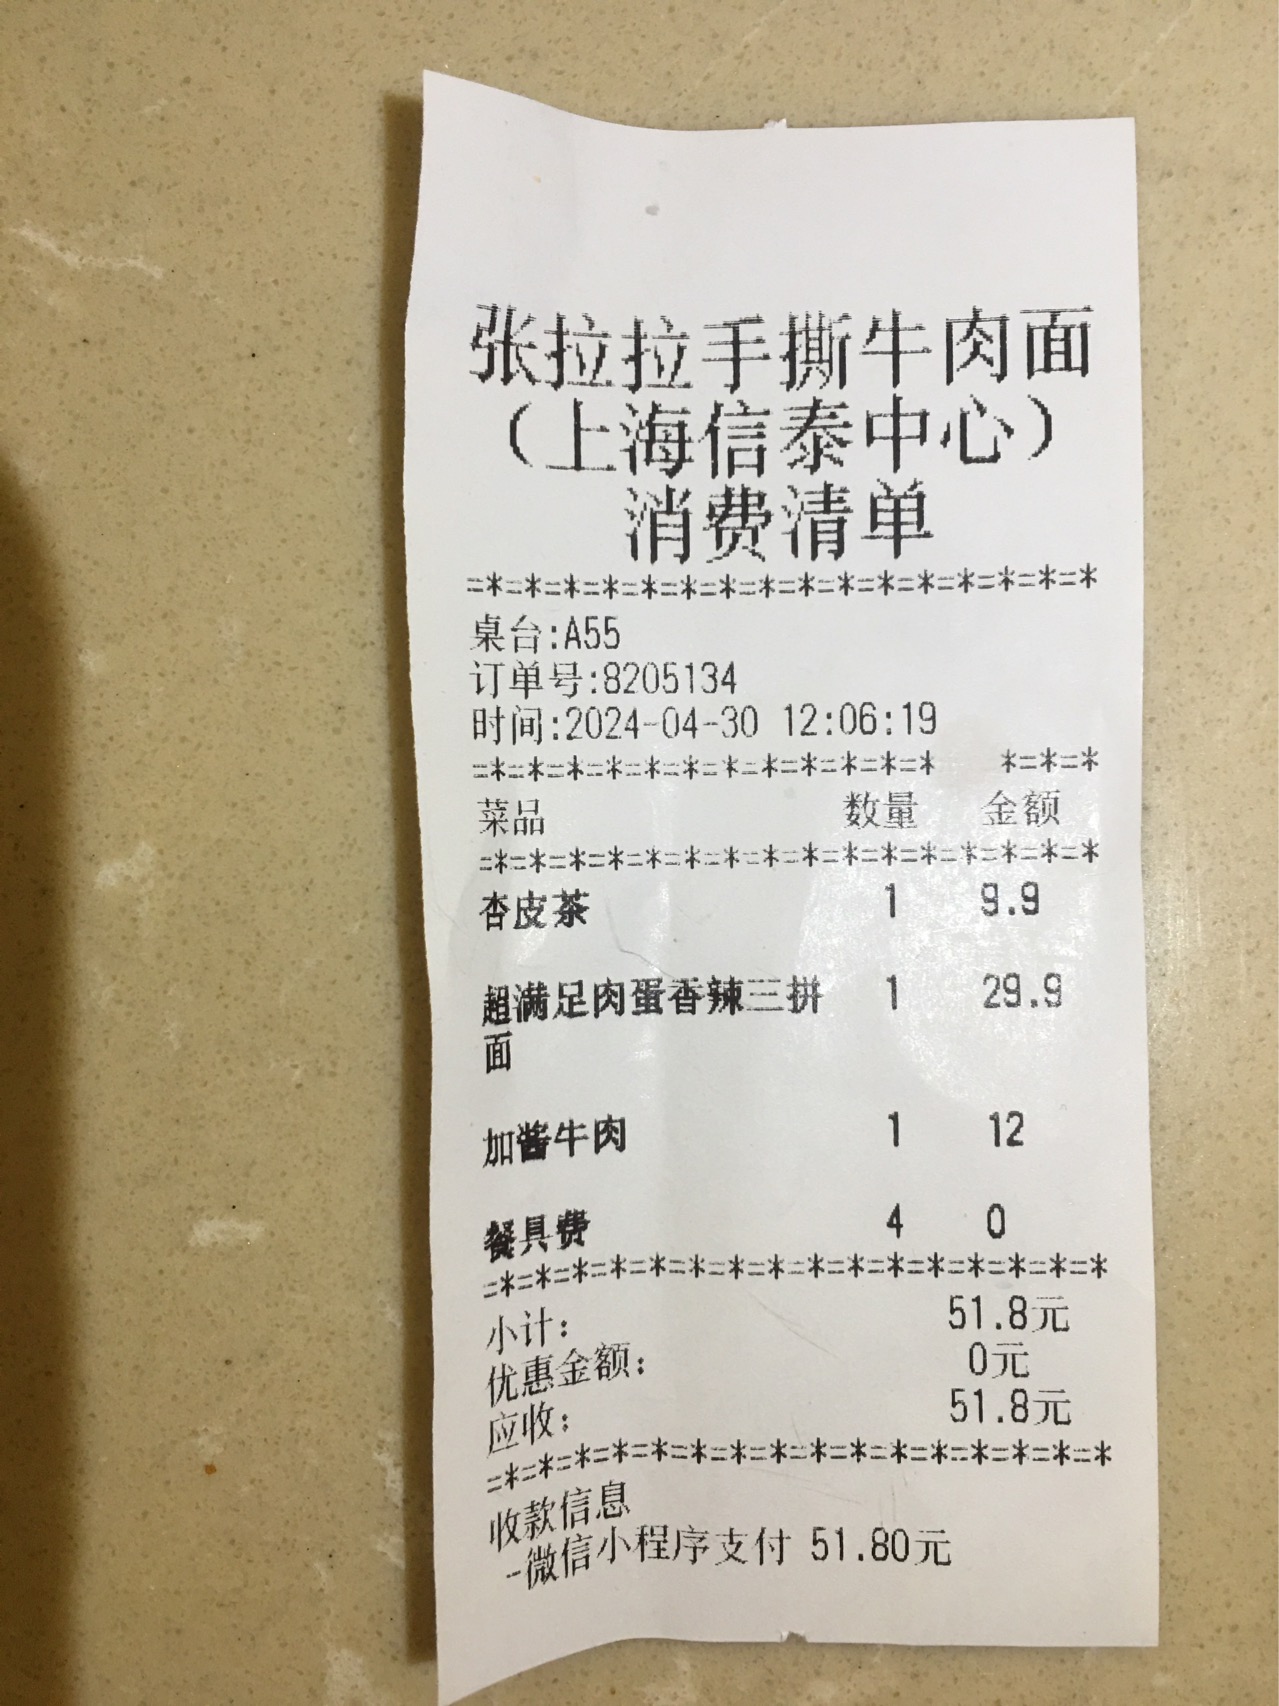 张拉拉手撕牛肉面
(上海信泰中心)
消费清单
=*=*=*=*=*=*=*=*=*=*=*=*=*=*=*=*
桌台:A55
订单号:8205134
时间:2024-04-30 12:06:19
=*=*=*=*=*=*=*=*=*=*=*=* *=*=*
菜品 数量 金额
=*=*=*=*=*=*=*=*=*=*=*=*=*=*=*=*
杏皮茶 1 9.9
超满足肉蛋香辣三拼 1 29.9
面
加酱牛肉 1 12
餐具费 4 0
=*=*=*=*=*=*=*=*=*=*=*=*=*=*=*=*
小计: 51.8元
优惠金额: 0元
应收: 51.8元
=*=*=*=*=*=*=*=*=*=*=*=*=*=*=*=*
收款信息
-微信小程序支付 51.80元